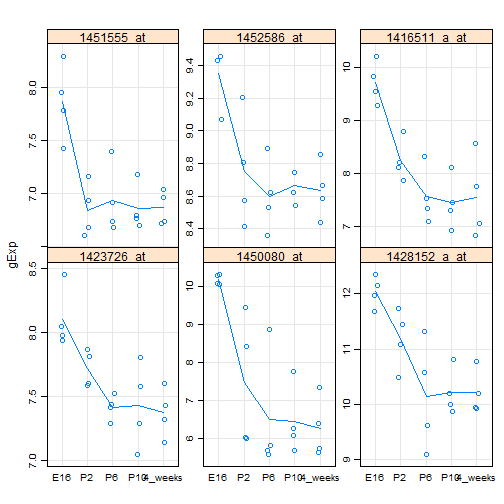 1451555_at 1452586_at 1416511_a_at
8.0 7.5 7.0
9.4 9.2 9.0 8.8 8.6 8.4
10 9 8 7
gExp
1423726_at 1450080_at 1428152_a_at
8.5 8.0 7.5 7.0
10 9 8 7 6
12 11 10 9
E16 P2 P6 P10 4_weeks E16 P2 P6 P10 4_weeks E16 P2 P6 P10 4_weeks